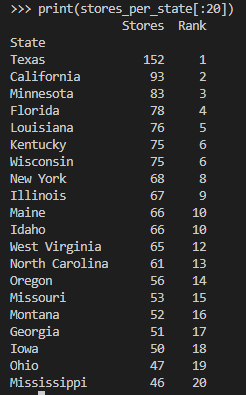 >>> print(stores_per_state[:20])
Stores Rank
State
Texas 152 1
California 93 2
Minnesota 83 3
Florida 78 4
Louisiana 76 5
Kentucky 75 6
Wisconsin 75 6
New York 68 8
Illinois 67 9
Maine 66 10
Idaho 66 10
West Virginia 65 12
North Carolina 61 13
Oregon 56 14
Missouri 53 15
Montana 52 16
Georgia 51 17
Iowa 50 18
Ohio 47 19
Mississippi 46 20